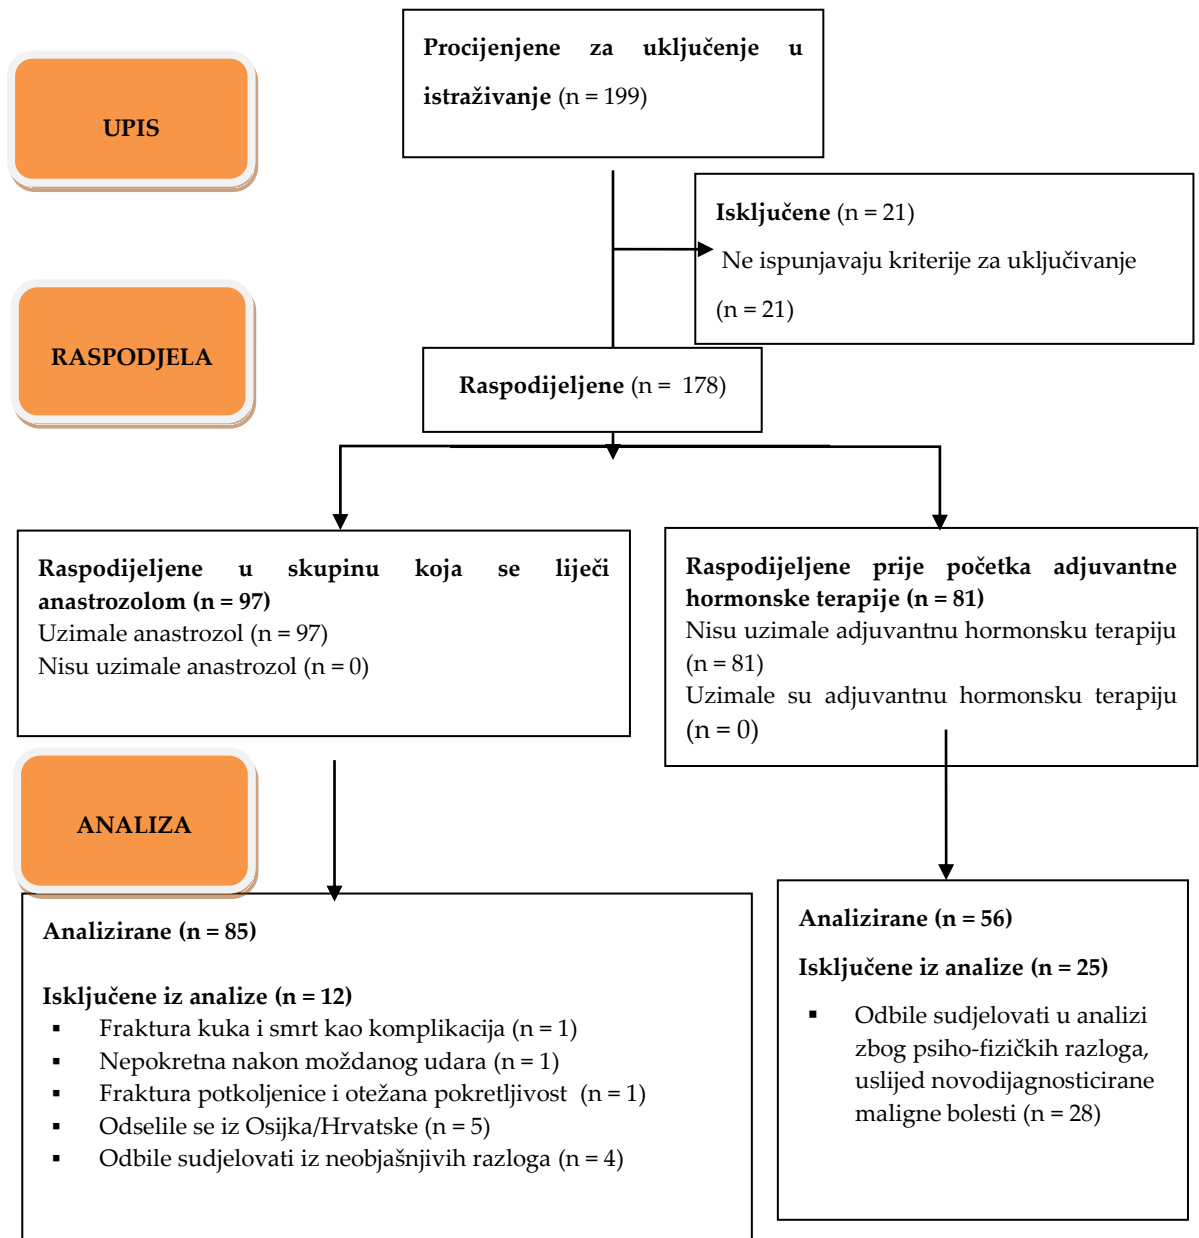 Procijenjene za uključenje u
istraživanje (n = 199)
UPIS
Isključene (n = 21)
Ne ispunjavaju kriterije za uključivanje
(n = 21)
RASPODJELA
Raspodijeljene (n = 178)
Raspodijeljene u skupinu koja se liječi
anastrozolom (n = 97)
Uzimale anastrozol (n = 97)
Nisu uzimale anastrozol (n = 0)
Raspodijeljene prije početka adjuvantne
hormonske terapije (n = 81)
Nisu uzimale adjuvantnu hormonsku terapiju
(n = 81)
Uzimale su adjuvantnu hormonsku terapiju
(n = 0)
ANALIZA
Analizirane (n = 85)
Isključene iz analize (n = 12)
▪ Fraktura kuka i smrt kao komplikacija (n = 1)
▪ Nepokretna nakon moždanog udara (n = 1)
▪ Fraktura potkoljenice i otežana pokretljivost (n = 1)
▪ Odselile se iz Osijka/Hrvatske (n = 5)
▪ Odbile sudjelovati iz neobjašnjivih razloga (n = 4)
Analizirane (n = 56)
Isključene iz analize (n = 25)
▪ Odbile sudjelovati u analizi
zbog psiho-fizičkih razloga,
uslijed novodijagnosticirane
maligne bolesti (n = 28)